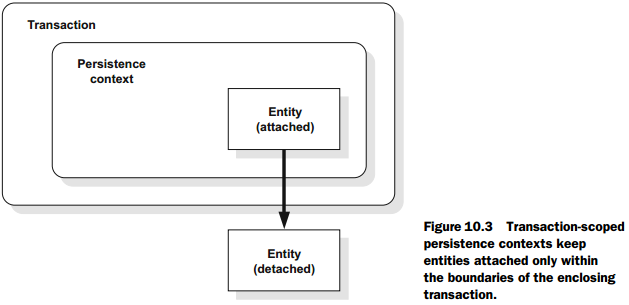 Transaction
Persistence
context
Entity
(attached)
Entity
(detached)
Figure 10.3 Transaction-scoped
persistence contexts keep
entities attached only within
the boundaries of the enclosing
transaction.